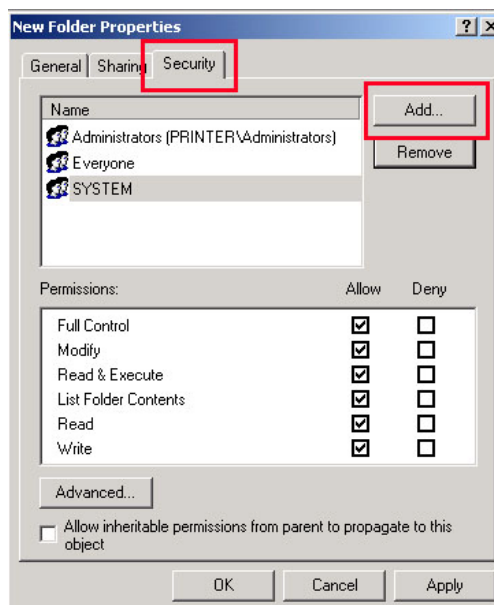 New Folder Properties
General Sharing Security
Name
Add...
Administrators (PRINTER\Administrators)
Remove
Everyone
SYSTEM
Permissions: Allow Deny
Full Control
Modify
Read & Execute
List Folder Contents
Read
Write
Advanced...
Allow inheritable permissions from parent to propagate to this
object
OK Cancel Apply